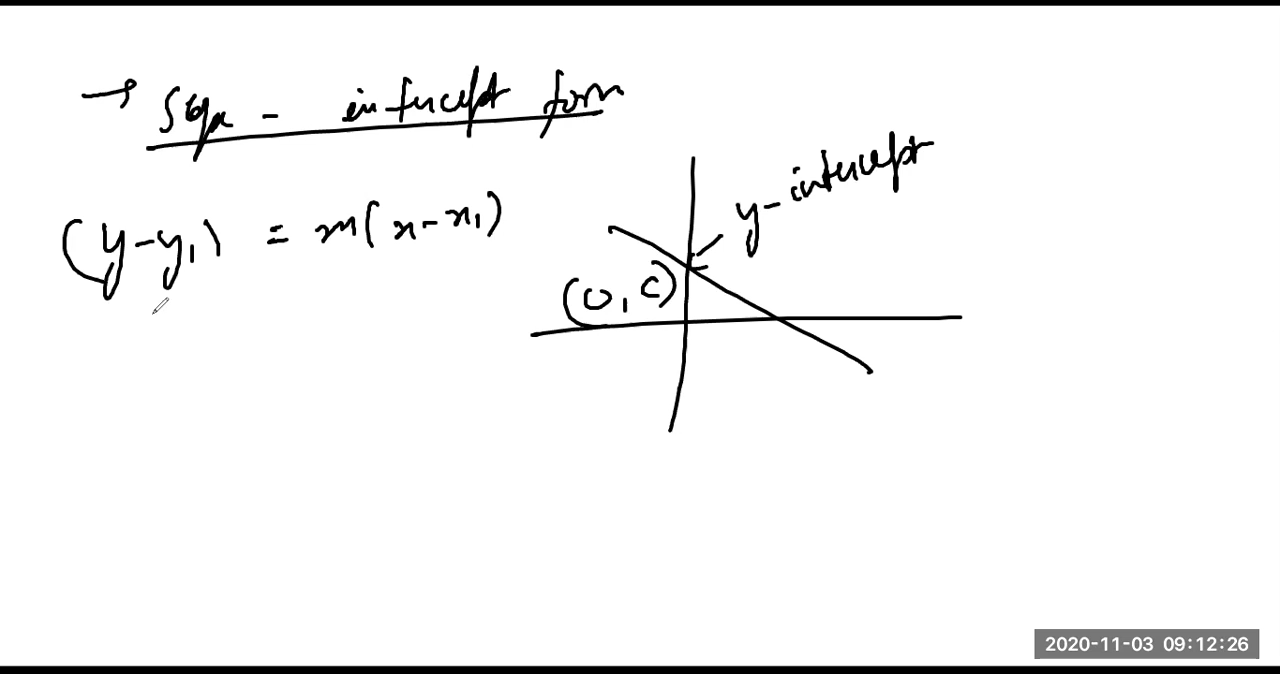 → Slope - intercept form
(y-y₁) = m(x-x₁)
y-intercept
(0, c)
2020-11-03 09:12:26